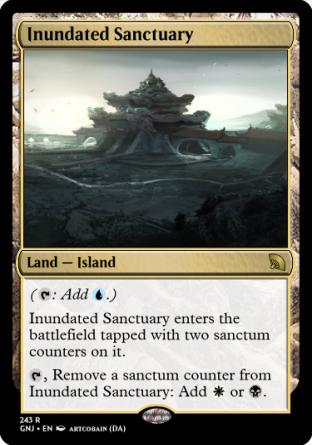 Inundated Sanctuary
Land — Island
(T: Add U.)
Inundated Sanctuary enters the
battlefield tapped with two sanctum
counters on it.
T, Remove a sanctum counter from
Inundated Sanctuary: Add W or B.
243 R
GNJ • EN ARTCOBAIN (DA)